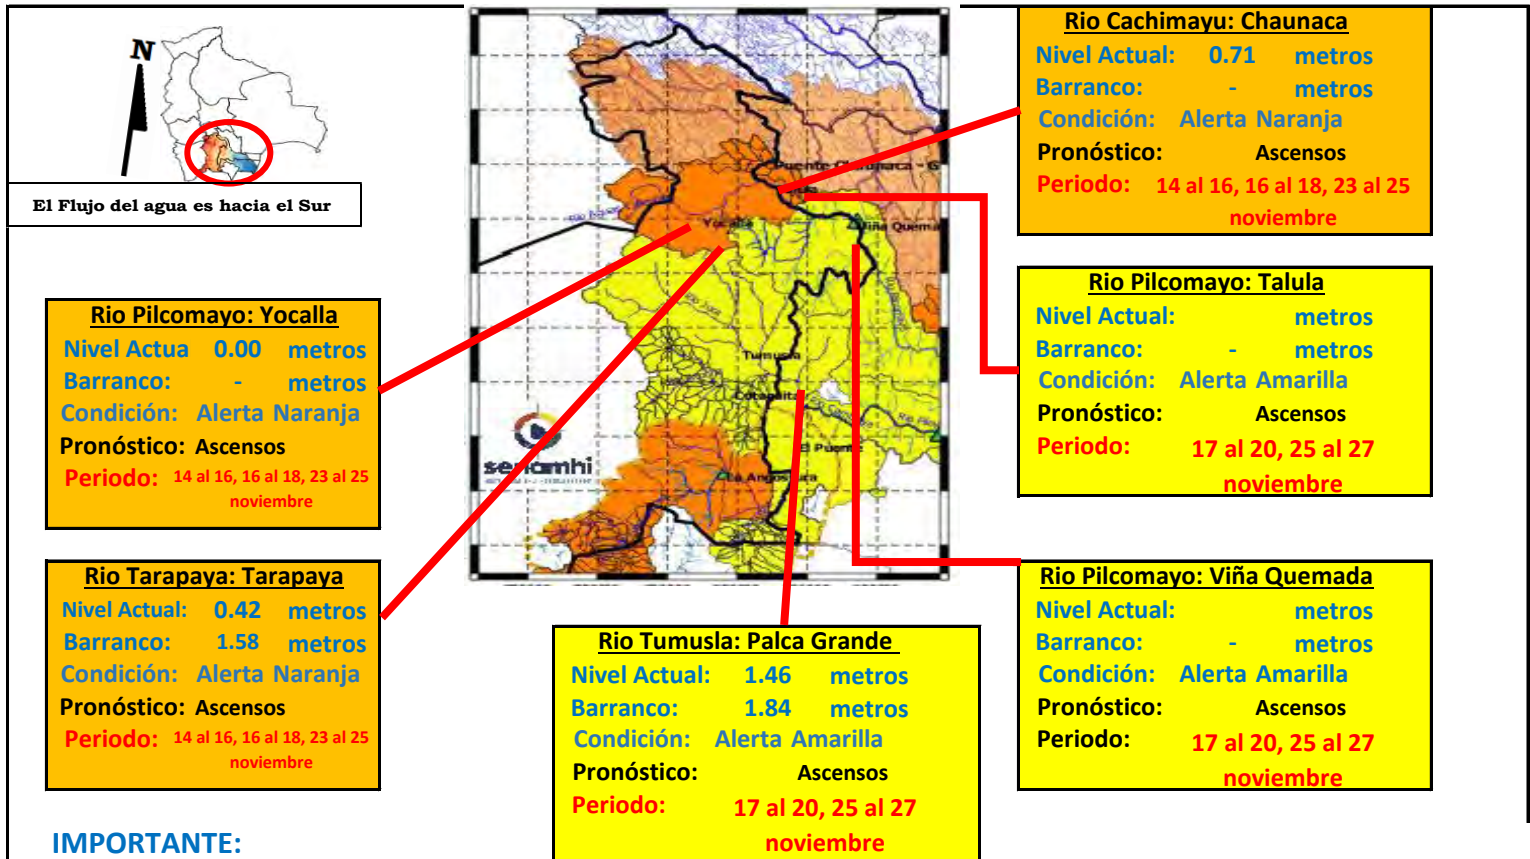 N
El Flujo del agua es hacia el Sur
Rio Pilcomayo: Yocalla
Nivel Actua 0.00 metros
Barranco: - metros
Condición: Alerta Naranja
Pronóstico: Ascensos
Periodo: 14 al 16, 16 al 18, 23 al 25
noviembre
Rio Tarapaya: Tarapaya
Nivel Actual: 0.42 metros
Barranco: 1.58 metros
Condición: Alerta Naranja
Pronóstico: Ascensos
Periodo: 14 al 16, 16 al 18, 23 al 25
noviembre
IMPORTANTE:
Yocalla
Viña Quema
Tumusla
Cotagaita
El Puente
La Angostura
senamhi
Rio Tumusla: Palca Grande
Nivel Actual: 1.46 metros
Barranco: 1.84 metros
Condición: Alerta Amarilla
Pronóstico: Ascensos
Periodo: 17 al 20, 25 al 27
noviembre
Rio Cachimayu: Chaunaca
Nivel Actual: 0.71 metros
Barranco: - metros
Condición: Alerta Naranja
Pronóstico: Ascensos
Periodo: 14 al 16, 16 al 18, 23 al 25
noviembre
Rio Pilcomayo: Talula
Nivel Actual: metros
Barranco: - metros
Condición: Alerta Amarilla
Pronóstico: Ascensos
Periodo: 17 al 20, 25 al 27
noviembre
Rio Pilcomayo: Viña Quemada
Nivel Actual: metros
Barranco: - metros
Condición: Alerta Amarilla
Pronóstico: Ascensos
Periodo: 17 al 20, 25 al 27
noviembre